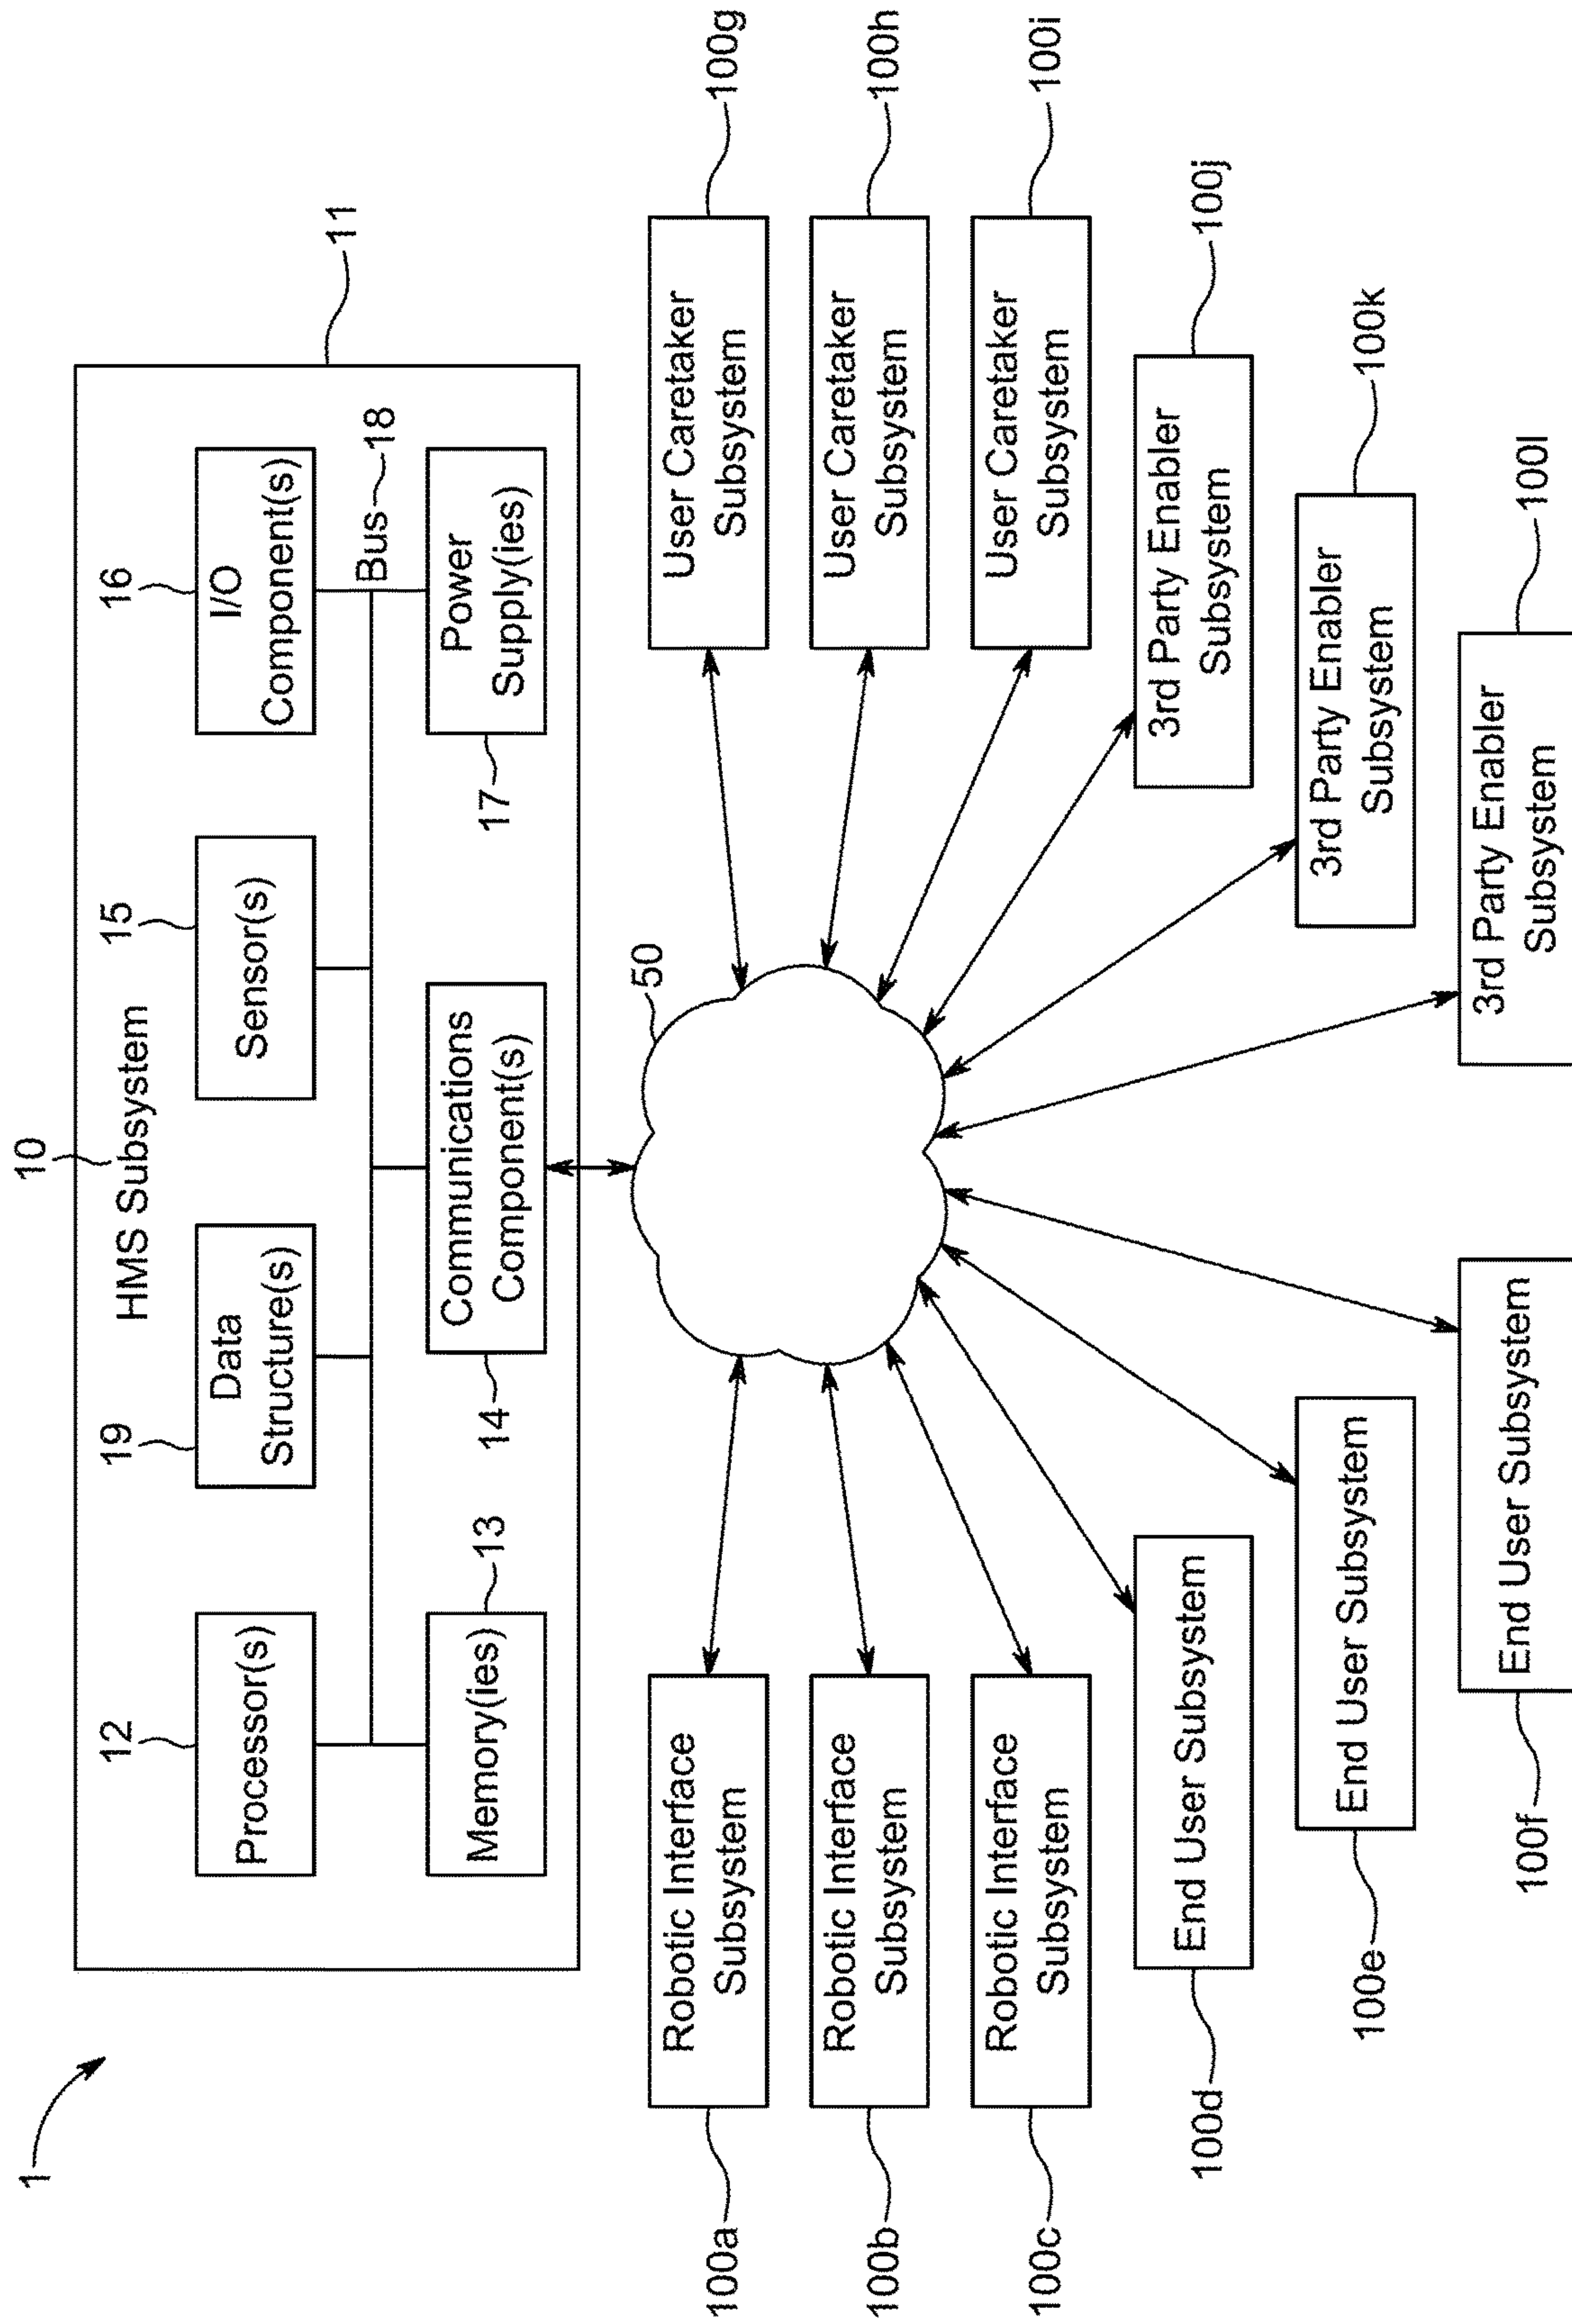 1
10
HMS Subsystem
11
12
Processor(s)
19
Data
Structure(s)
15
Sensor(s)
16
I/O
Component(s)
Bus
18
Memory(ies)
13
Communications
Component(s)
14
Power
Supply(ies)
17
50
100a
Robotic Interface
Subsystem
100b
Robotic Interface
Subsystem
100c
Robotic Interface
Subsystem
100d
End User Subsystem
100e
End User Subsystem
100f
End User Subsystem
User Caretaker
Subsystem
100g
User Caretaker
Subsystem
100h
User Caretaker
Subsystem
100i
3rd Party Enabler
Subsystem
100j
3rd Party Enabler
Subsystem
100k
3rd Party Enabler
Subsystem
100l